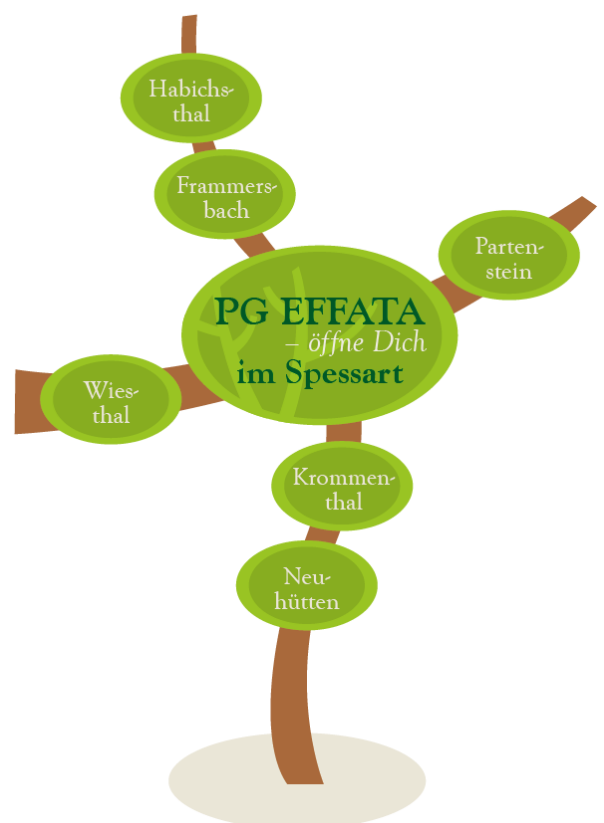 Habichs-
thal
Frammers-
bach
Parten-
stein
PG EFFATA
– öffne Dich
im Spessart
Wies-
thal
Krommen-
thal
Neu-
hütten